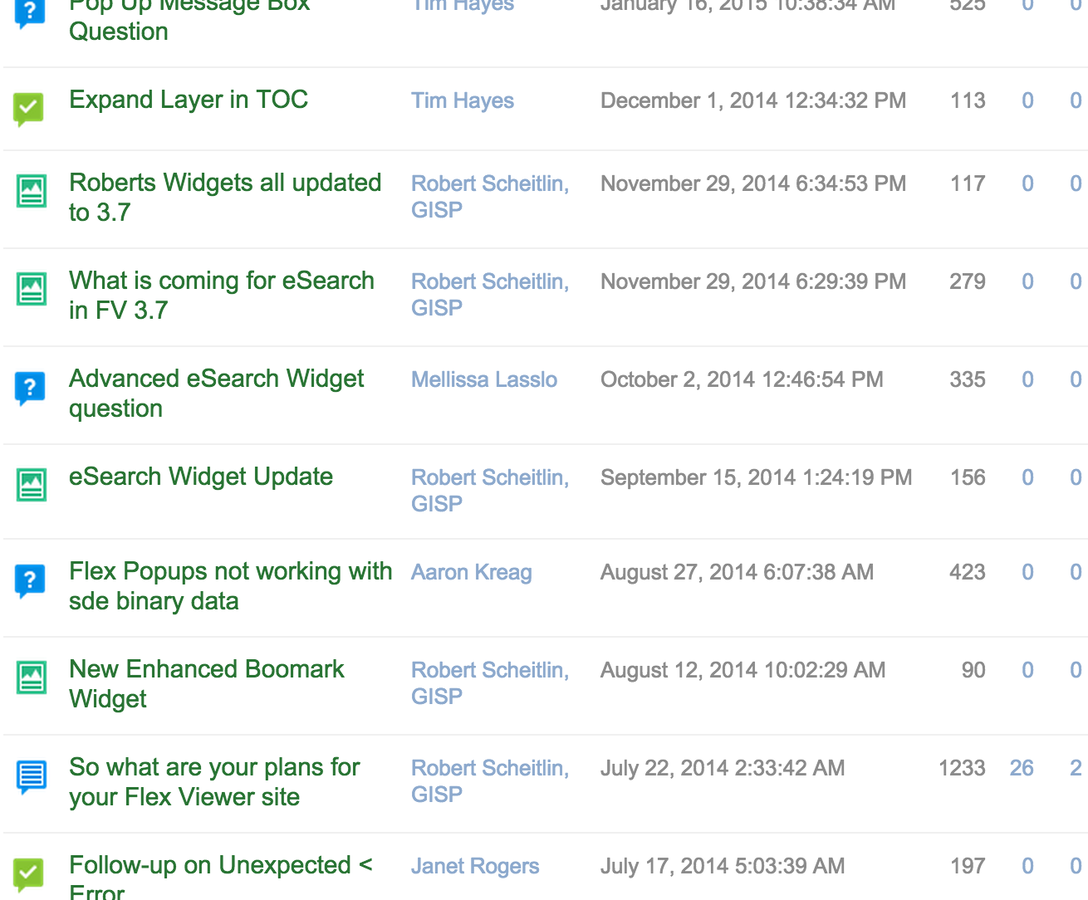 Pop Up Message Box Tim Hayes January 16, 2015 10:38:34 AM 525 0 0
Question
Expand Layer in TOC Tim Hayes December 1, 2014 12:34:32 PM 113 0 0
Roberts Widgets all updated Robert Scheitlin, November 29, 2014 6:34:53 PM 117 0 0
to 3.7 GISP
What is coming for eSearch Robert Scheitlin, November 29, 2014 6:29:39 PM 279 0 0
in FV 3.7 GISP
Advanced eSearch Widget Mellissa Lasslo October 2, 2014 12:46:54 PM 335 0 0
question
eSearch Widget Update Robert Scheitlin, September 15, 2014 1:24:19 PM 156 0 0
GISP
Flex Popups not working with Aaron Kreag August 27, 2014 6:07:38 AM 423 0 0
sde binary data
New Enhanced Boomark Robert Scheitlin, August 12, 2014 10:02:29 AM 90 0 0
Widget GISP
So what are your plans for Robert Scheitlin, July 22, 2014 2:33:42 AM 1233 26 2
your Flex Viewer site GISP
Follow-up on Unexpected < Janet Rogers July 17, 2014 5:03:39 AM 197 0 0
Error